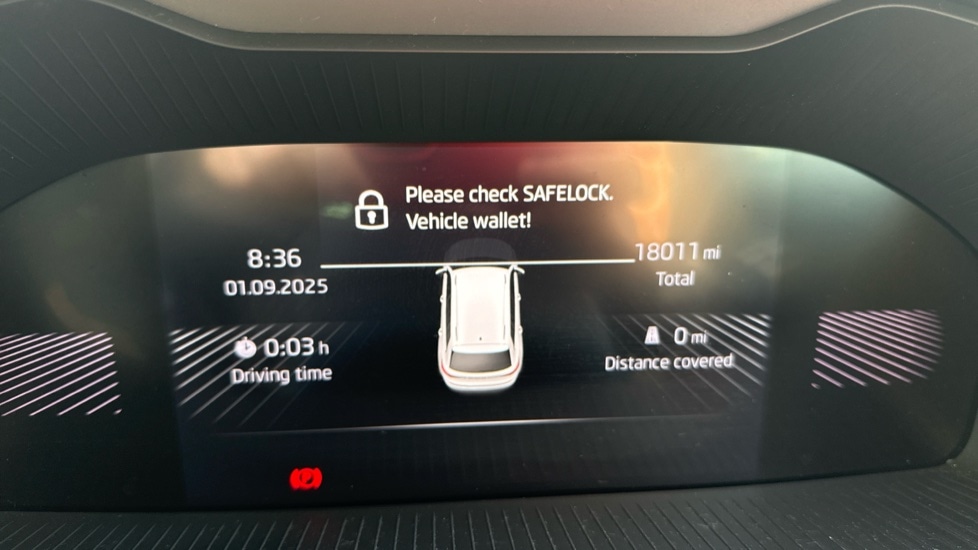 Please check SAFELOCK.
Vehicle wallet!
8:36
01.09.2025
18011 mi
Total
0:03 h
Driving time
0 mi
Distance covered
P